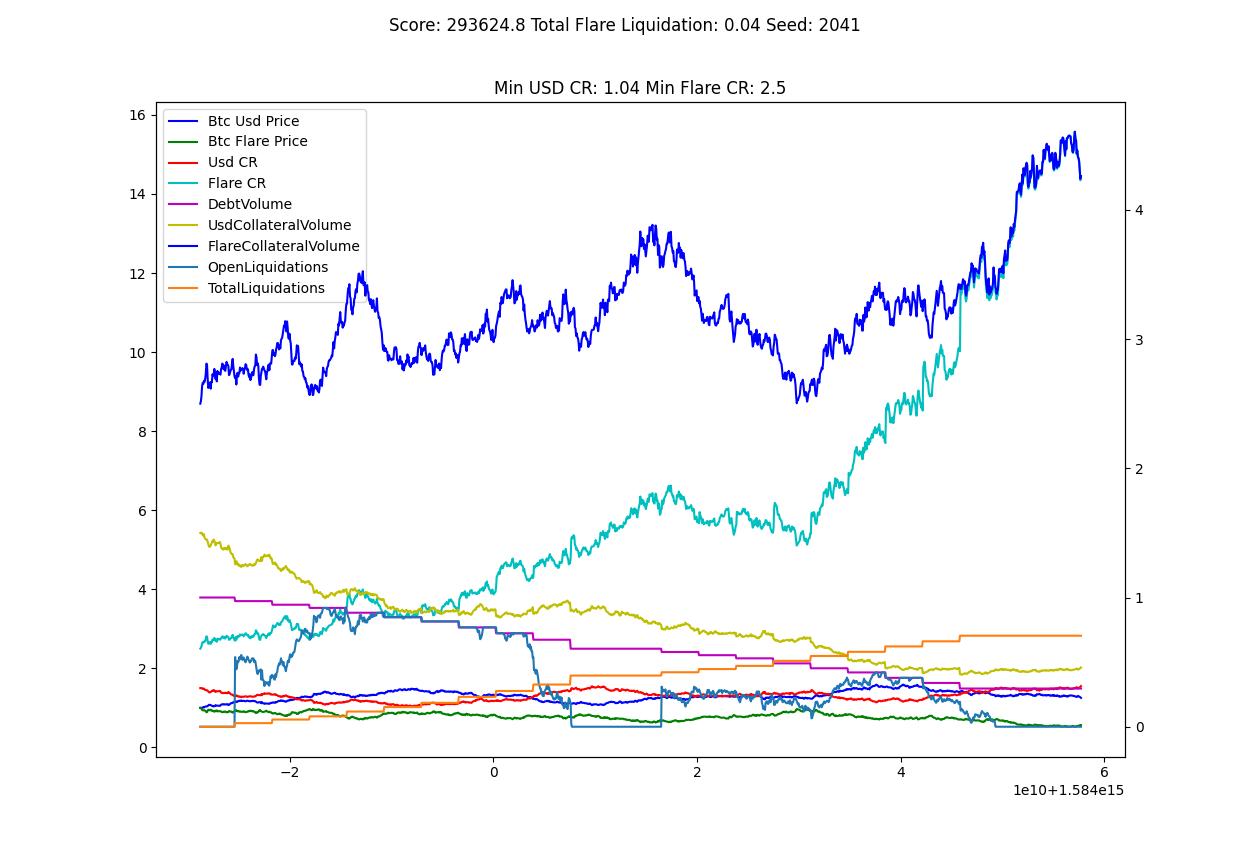 Score: 293624.8 Total Flare Liquidation: 0.04 Seed: 2041
Min USD CR: 1.04 Min Flare CR: 2.5
Btc Usd Price
Btc Flare Price
Usd CR
Flare CR
DebtVolume
UsdCollateralVolume
FlareCollateralVolume
OpenLiquidations
TotalLiquidations
16
14
12
10
8
6
4
2
0
4
3
2
1
0
−2
0
2
4
6
1e10+1.584e15